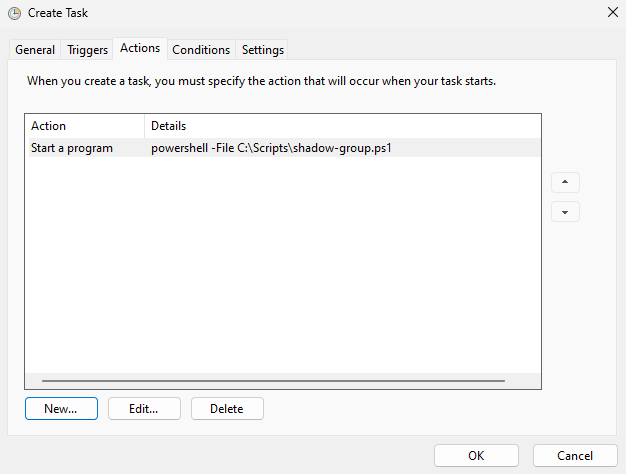 Create Task
General Triggers Actions Conditions Settings
When you create a task, you must specify the action that will occur when your task starts.
Action Details
Start a program powershell -File C:\Scripts\shadow-group.ps1
New... Edit... Delete
OK Cancel